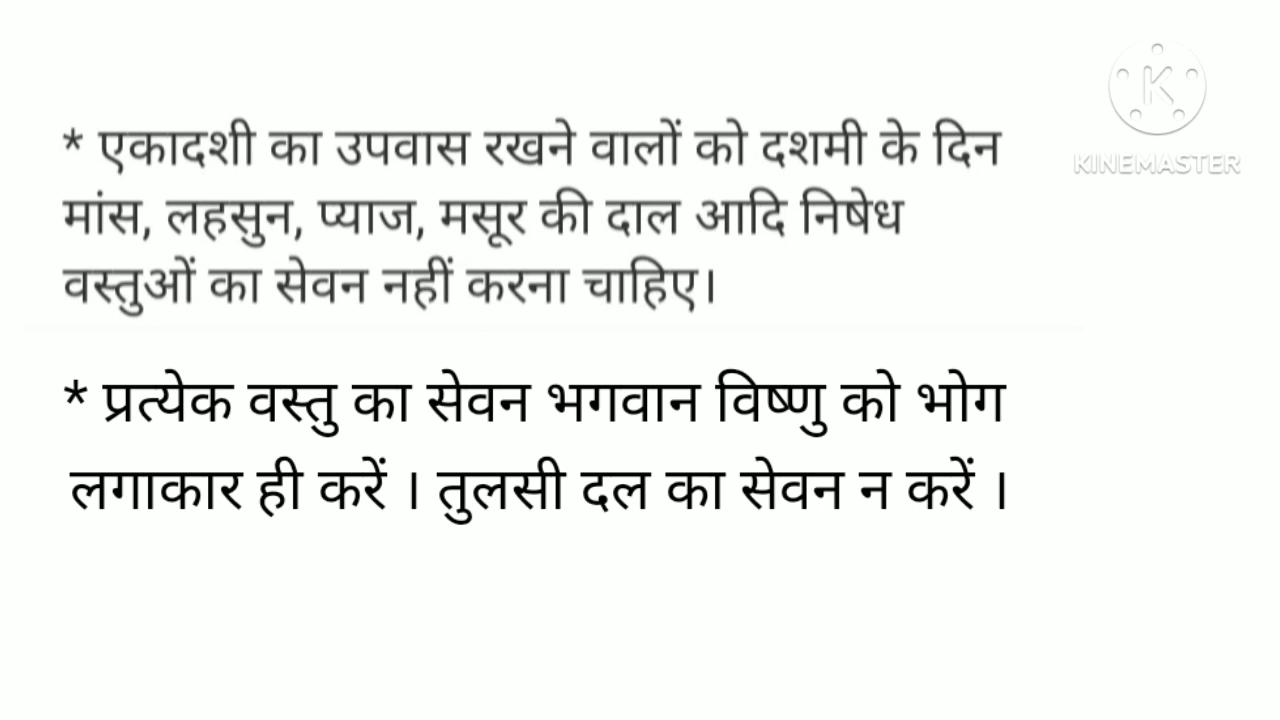 * एकादशी का उपवास रखने वालों को दशमी के दिन
मांस, लहसुन, प्याज, मसूर की दाल आदि निषेध
वस्तुओं का सेवन नहीं करना चाहिए।
* प्रत्येक वस्तु का सेवन भगवान विष्णु को भोग
लगाकार ही करें । तुलसी दल का सेवन न करें ।
KINEMASTER